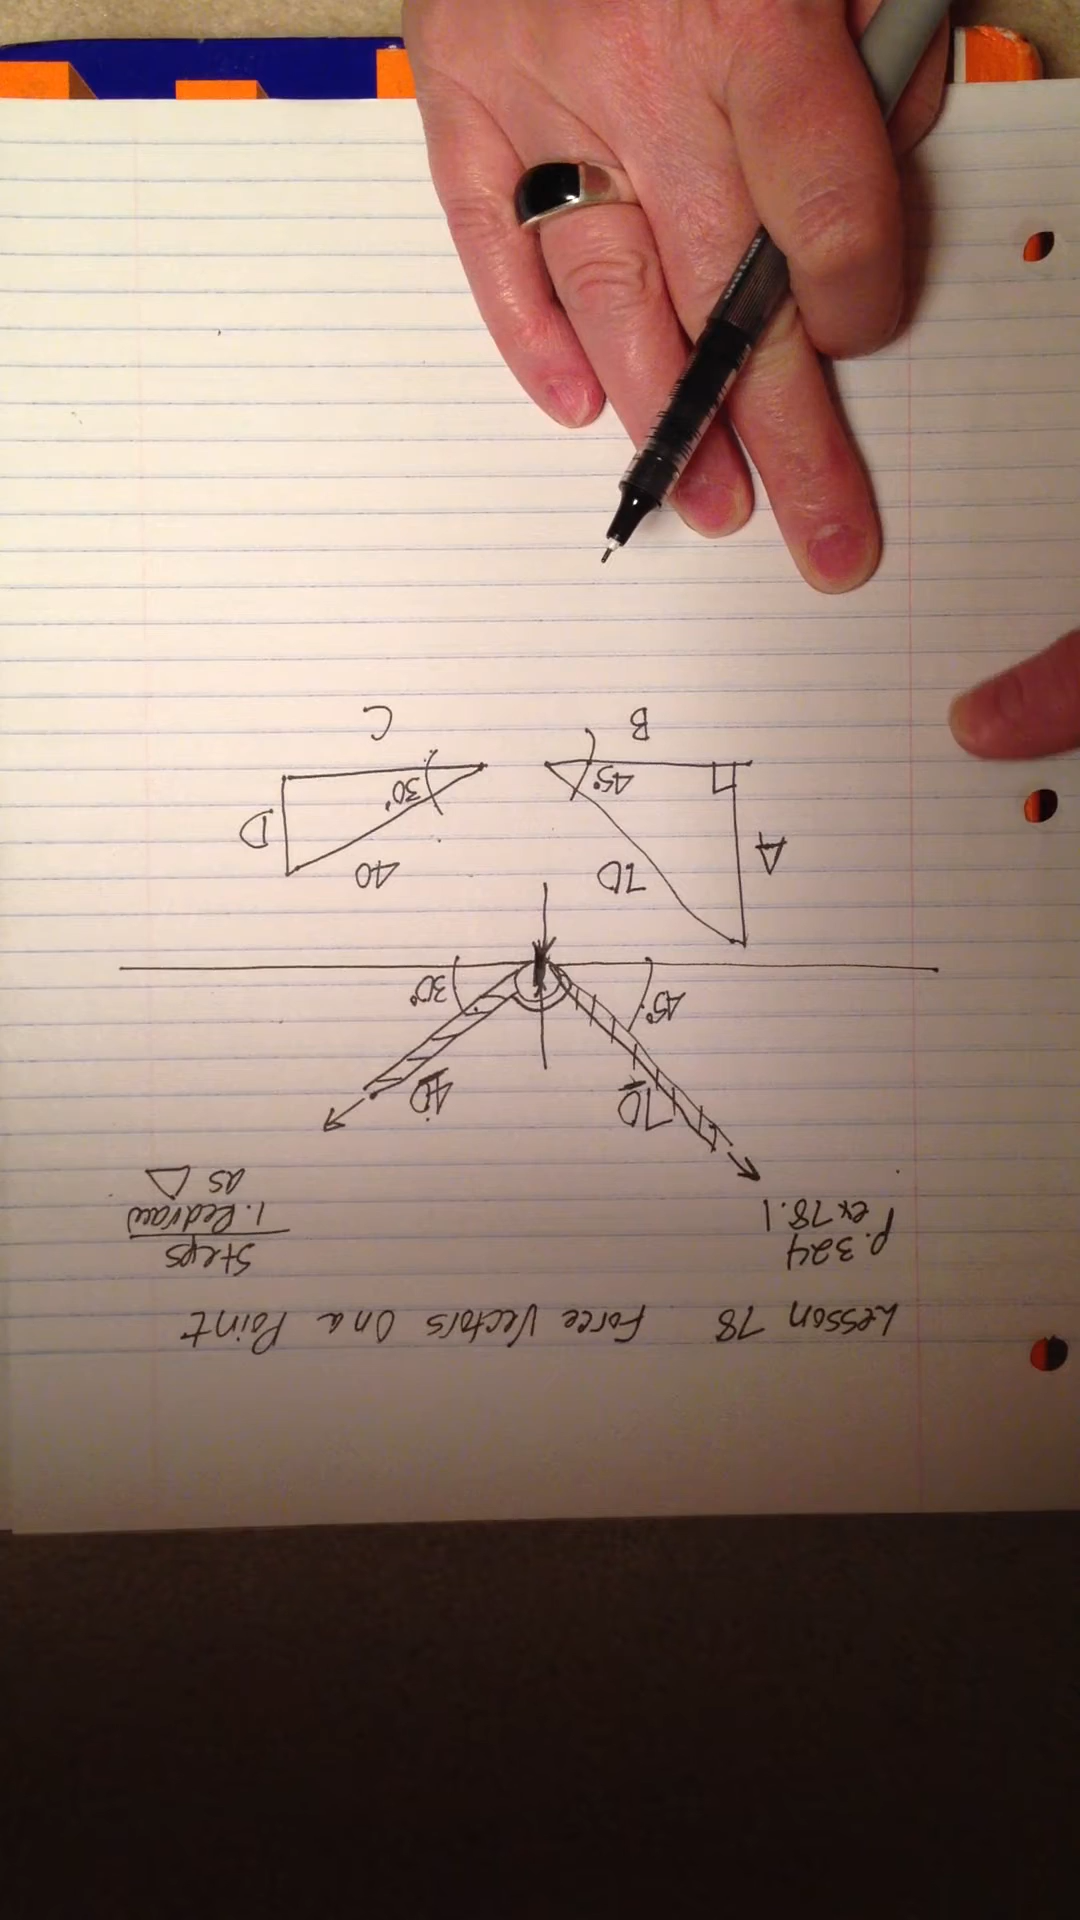 Lesson 78 Force Vectors On a Point
p.324
ex 78.1
Steps
1. Redraw
as △
70
40
45°
30°
70
40
A
45°
30°
D
B
C